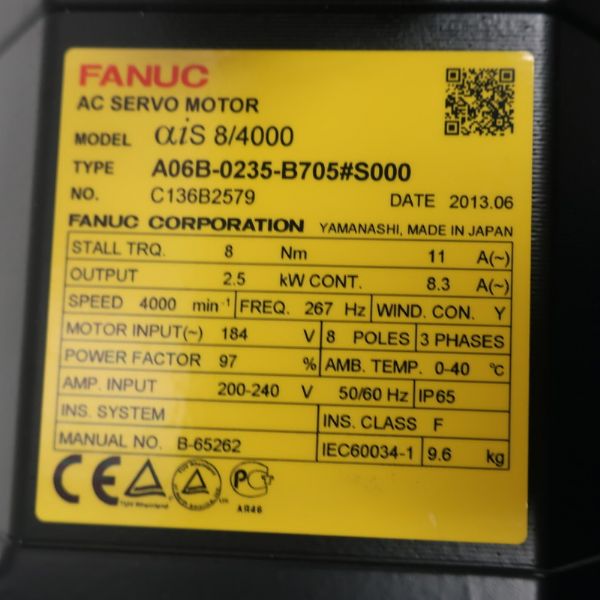 FANUC
AC SERVO MOTOR
MODEL αiS 8/4000
TYPE A06B-0235-B705#S000
NO. C136B2579 DATE 2013.06
FANUC CORPORATION YAMANASHI, MADE IN JAPAN
STALL TRQ. 8 Nm 11 A(~)
OUTPUT 2.5 kW CONT. 8.3 A(~)
SPEED 4000 min⁻¹ FREQ. 267 Hz WIND. CON. Y
MOTOR INPUT(~) 184 V 8 POLES 3 PHASES
POWER FACTOR 97 % AMB. TEMP. 0-40 ℃
AMP. INPUT 200-240 V 50/60 Hz IP65
INS. SYSTEM INS. CLASS F
MANUAL NO. B-65262 IEC60034-1 9.6 kg
CE
TÜV Rheinland
АЯ46